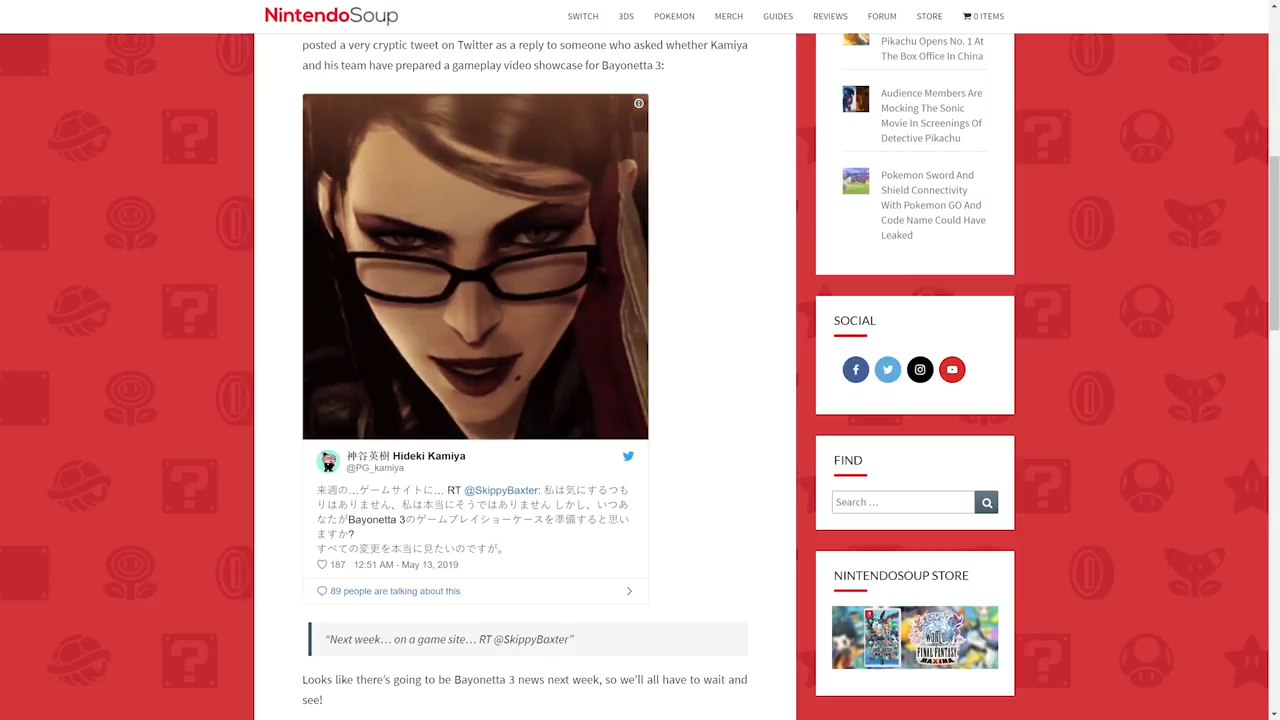 NintendoSoup
SWITCH 3DS POKEMON MERCH GUIDES REVIEWS FORUM STORE 0 ITEMS
posted a very cryptic tweet on Twitter as a reply to someone who asked whether Kamiya
and his team have prepared a gameplay video showcase for Bayonetta 3:
神谷英樹 Hideki Kamiya
@PG_kamiya
来週の…ゲームサイトに… RT @SkippyBaxter: 私は気にするつも
りはありません、私は本当にそうではありません しかし、いつあ
なたがBayonetta 3のゲームプレイショーケースを準備すると思い
ますか?
すべての変更を本当に見たいのですが。
187 12:51 AM - May 13, 2019
89 people are talking about this
“Next week… on a game site… RT @SkippyBaxter”
Looks like there’s going to be Bayonetta 3 news next week, so we’ll all have to wait and
see!
Pikachu Opens No. 1 At
The Box Office In China
Audience Members Are
Mocking The Sonic
Movie In Screenings Of
Detective Pikachu
Pokemon Sword And
Shield Connectivity
With Pokemon GO And
Code Name Could Have
Leaked
SOCIAL
FIND
Search …
NINTENDOSOUP STORE
WORLD OF
FINAL FANTASY
MAXIMA